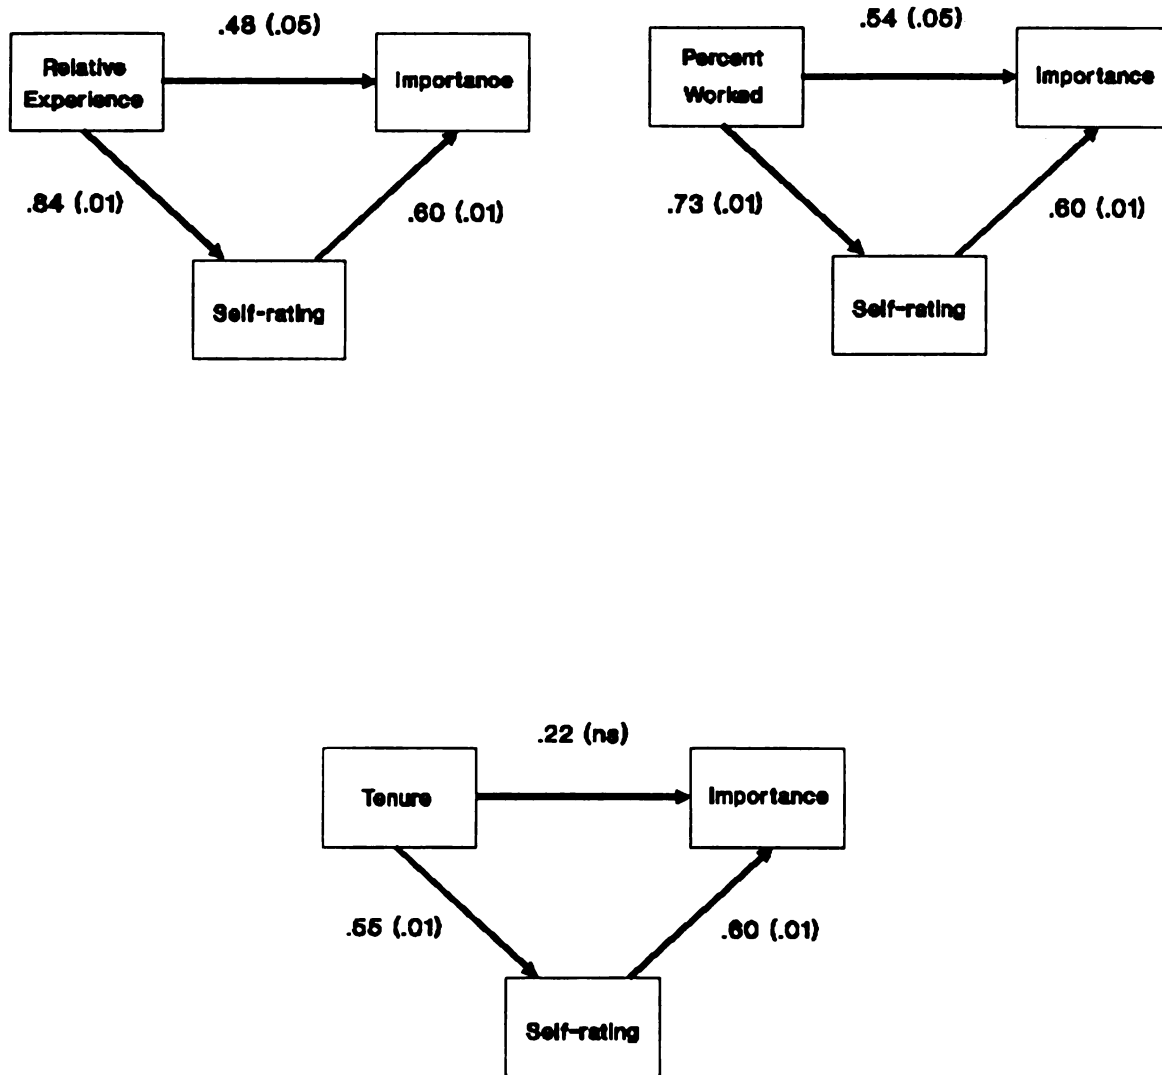 .48 (.05)
Relative
Experience
Importance
.84 (.01)
.60 (.01)
Self-rating
.54 (.05)
Percent
Worked
Importance
.73 (.01)
.60 (.01)
Self-rating
.22 (ns)
Tenure
Importance
.55 (.01)
.60 (.01)
Self-rating